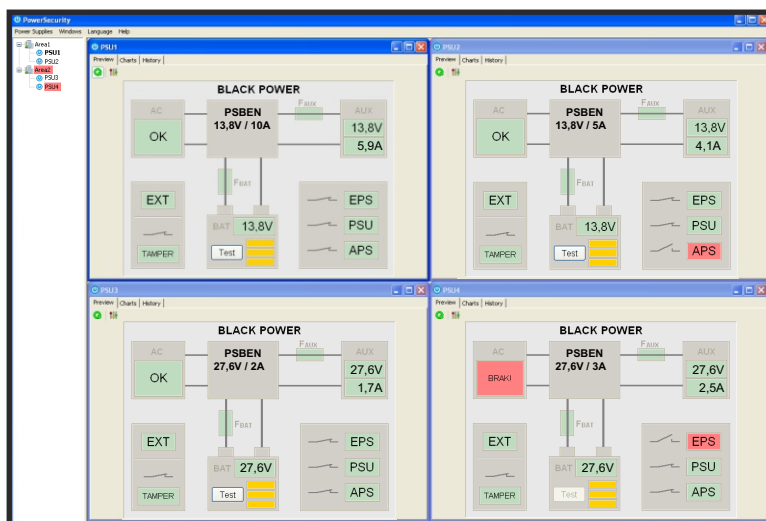 PowerSecurity
Power Supplies Windows Language Help
Area1
PSU1
PSU2
Area2
PSU3
PSU4
PSU1
Preview Charts History
BLACK POWER
AC
OK
PSBEN
13,8V / 10A
FAUX
AUX
13,8V
5,9A
FBAT
EXT
TAMPER
BAT 13,8V
Test
EPS
PSU
APS
PSU2
Preview Charts History
BLACK POWER
AC
OK
PSBEN
13,8V / 5A
FAUX
AUX
13,8V
4,1A
FBAT
EXT
TAMPER
BAT 13,8V
Test
EPS
PSU
APS
PSU3
Preview Charts History
BLACK POWER
AC
OK
PSBEN
27,6V / 2A
FAUX
AUX
27,6V
1,7A
FBAT
EXT
TAMPER
BAT 27,6V
Test
EPS
PSU
APS
PSU4
Preview Charts History
BLACK POWER
AC
BRAK!
PSBEN
27,6V / 3A
FAUX
AUX
27,6V
2,5A
FBAT
EXT
TAMPER
BAT 27,6V
Test
EPS
PSU
APS